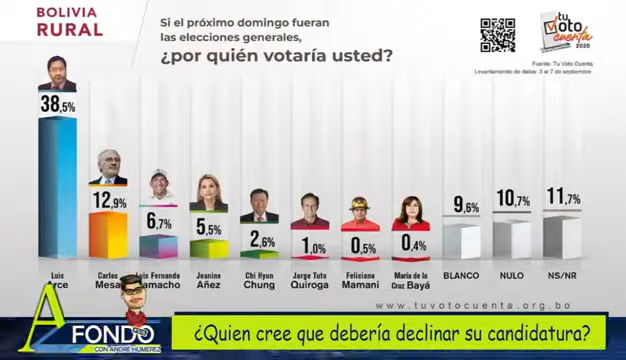 BOLIVIA
RURAL
Si el próximo domingo fueran
las elecciones generales,
¿por quién votaría usted?
tu
Voto
cuenta
2020
Fuente: Tu Voto Cuenta
Levantamiento de datos: 3 al 7 de septiembre
38,5%
12,9%
6,7%
5,5%
2,6%
1,0%
0,5%
0,4%
9,6%
10,7%
11,7%
Luis
Arce
Carlos
Mesa
Luis Fernando
Camacho
Jeanine
Añez
Chi Hyun
Chung
Jorge Tuto
Quiroga
Feliciano
Mamani
María de la
Cruz Bayá
BLANCO
NULO
NS/NR
www.tuvotocuenta.org.bo
A
FONDO
CON ANDRÉ HUMEREZ
¿Quien cree que debería declinar su candidatura?